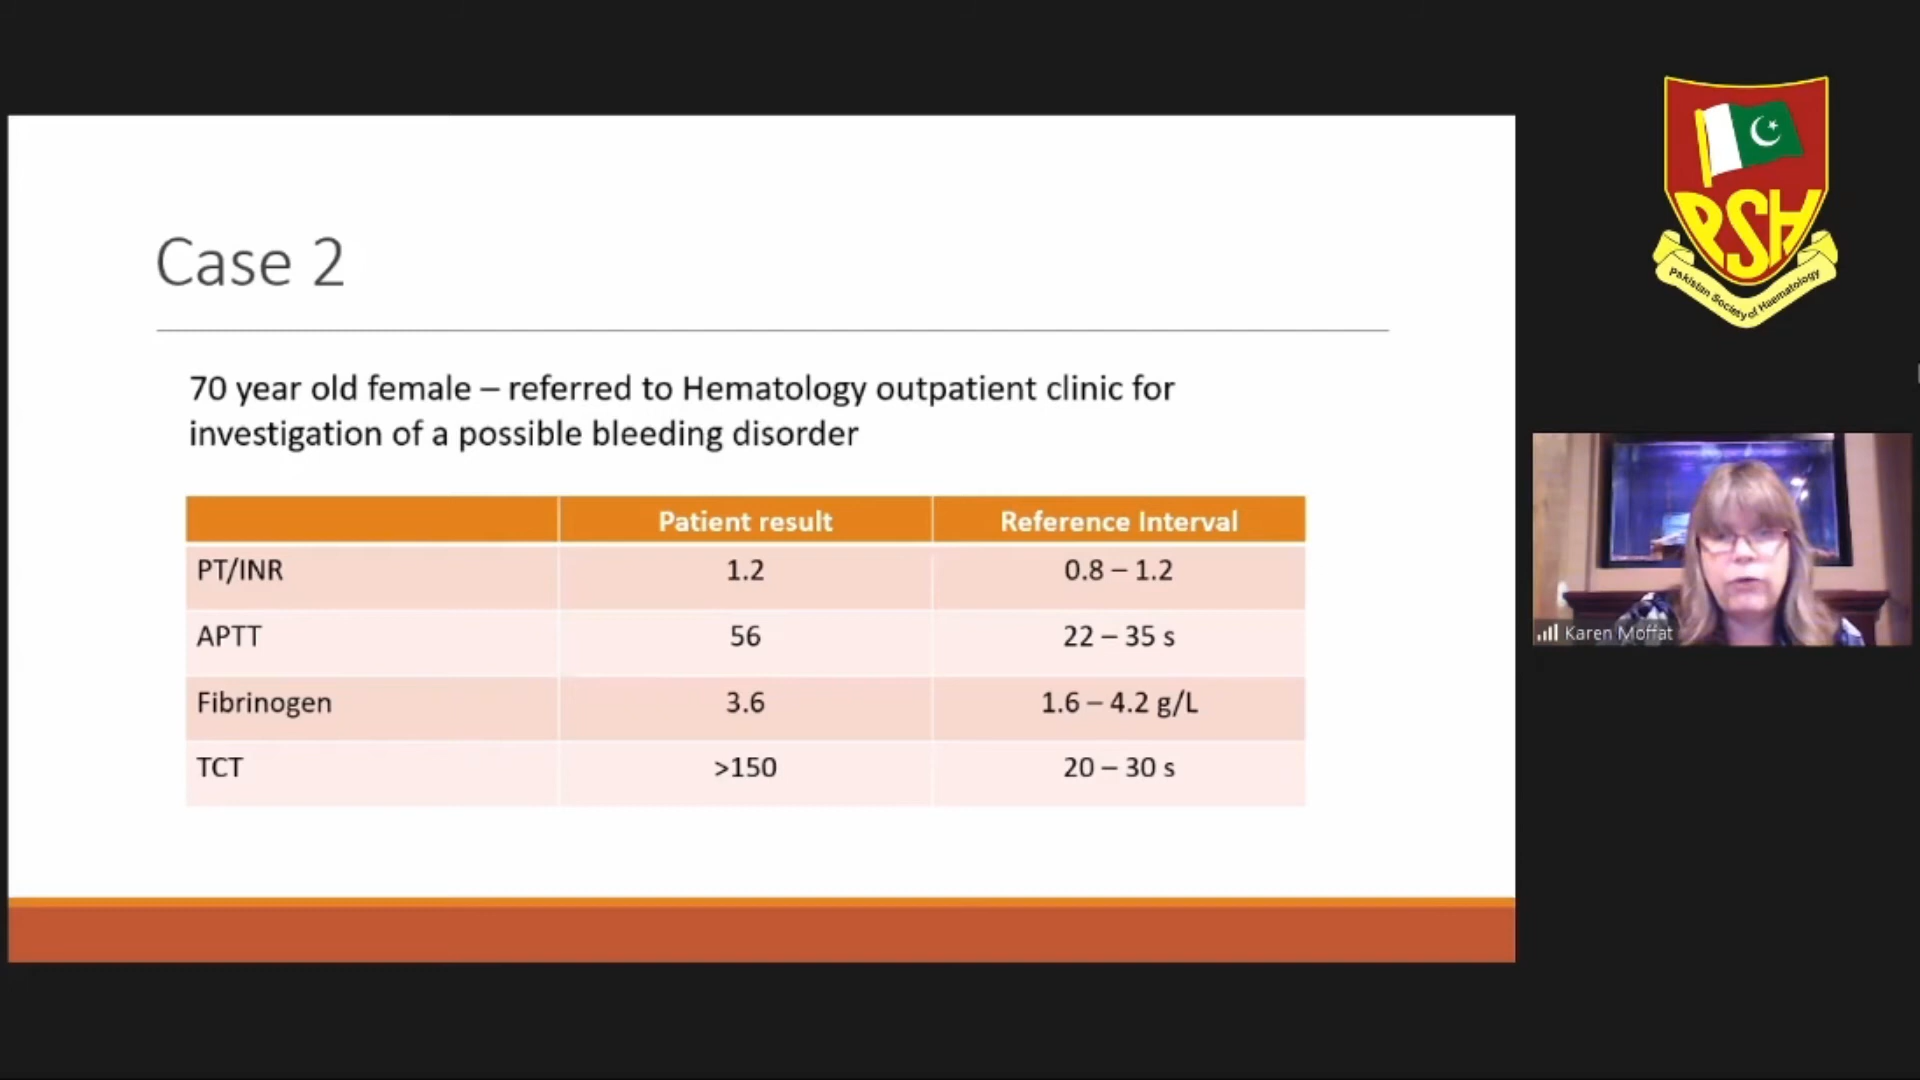 Case 2
70 year old female – referred to Hematology outpatient clinic for
investigation of a possible bleeding disorder
Patient result Reference Interval
PT/INR 1.2 0.8 – 1.2
APTT 56 22 – 35 s
Fibrinogen 3.6 1.6 – 4.2 g/L
TCT >150 20 – 30 s
PSH
Pakistan Society of Haematology
Karen Moffat